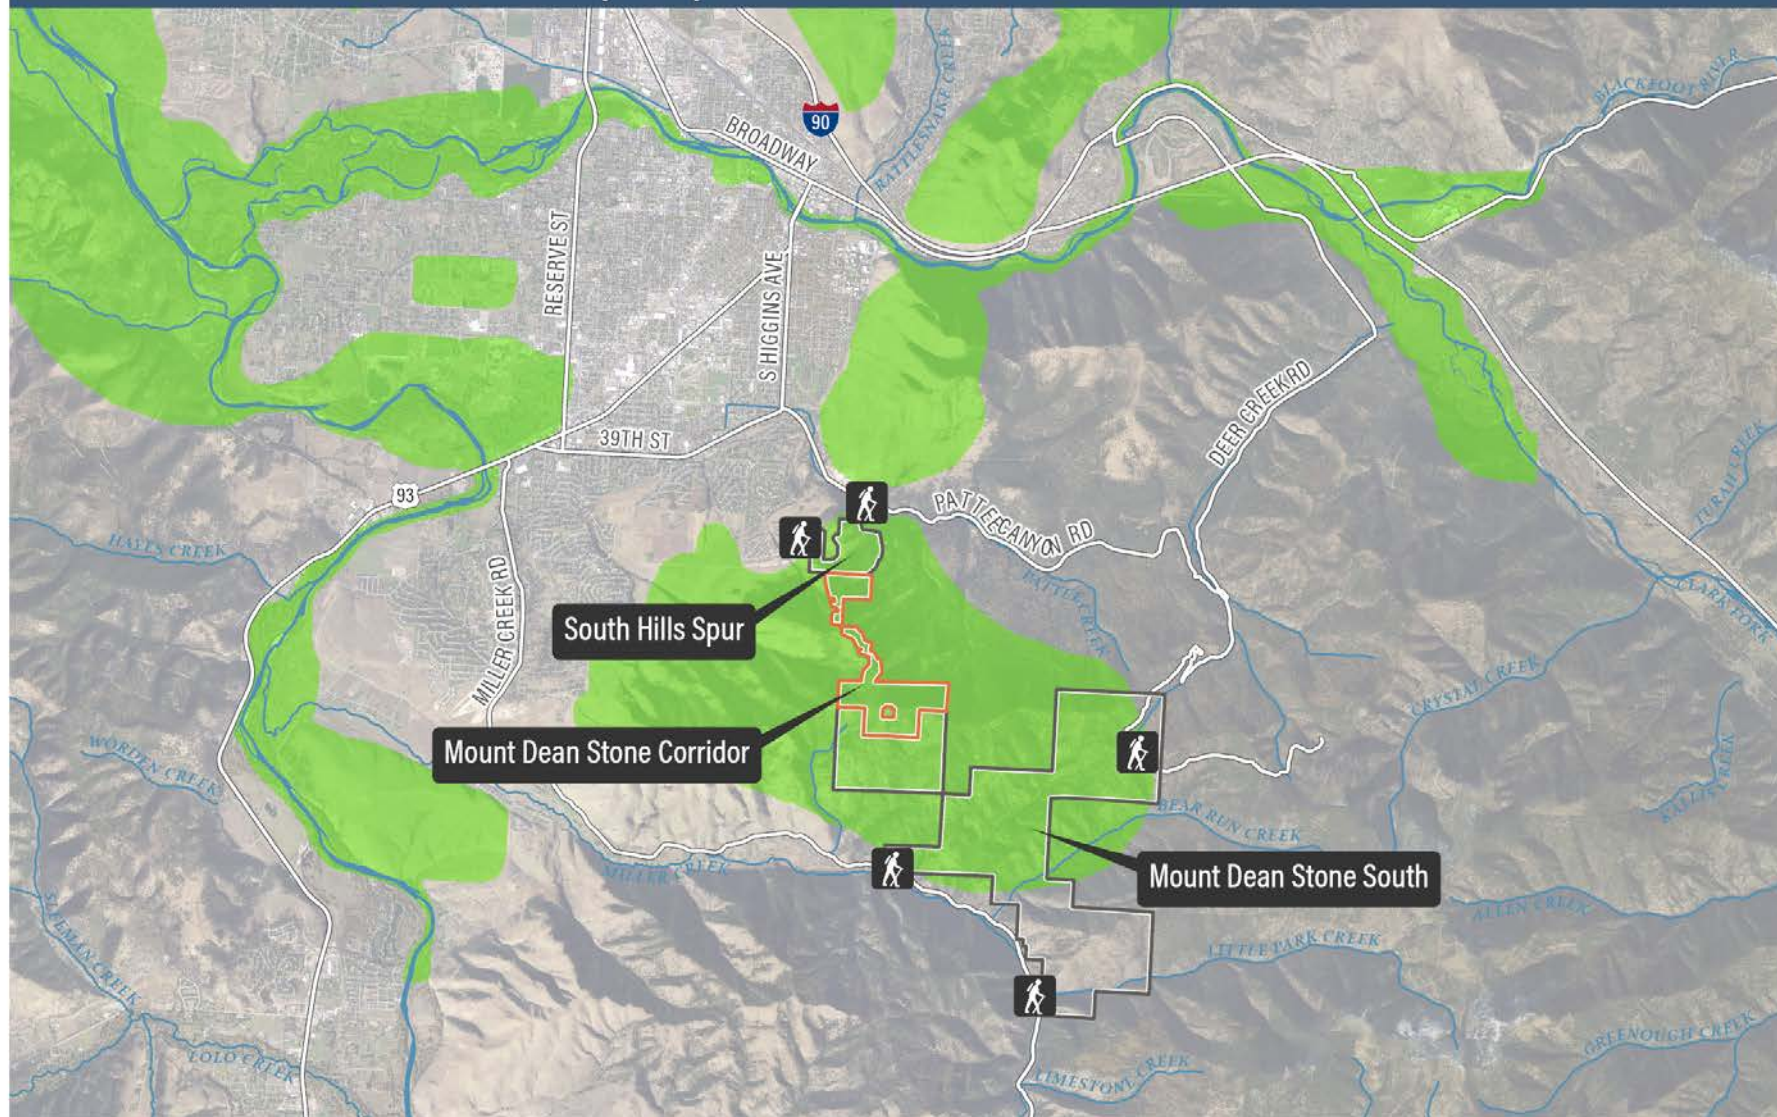 BLACKFOOT RIVER
90
BROADWAY
RATTLESNAKE CREEK
RESERVE ST
S HIGGINS AVE
DEER CREEK RD
39TH ST
93
PATTEE CANYON RD
TURAH CREEK
HAYES CREEK
MILLER CREEK RD
PATTEE CREEK
CLARK FORK
South Hills Spur
CRYSTAL CREEK
Mount Dean Stone Corridor
WORDEN CREEK
BEAR RUN CREEK
Mount Dean Stone South
MILLER CREEK
ALLEN CREEK
SLEEMAN CREEK
LITTLE PARK CREEK
GREENOUGH CREEK
LOLO CREEK
LIMESTONE CREEK